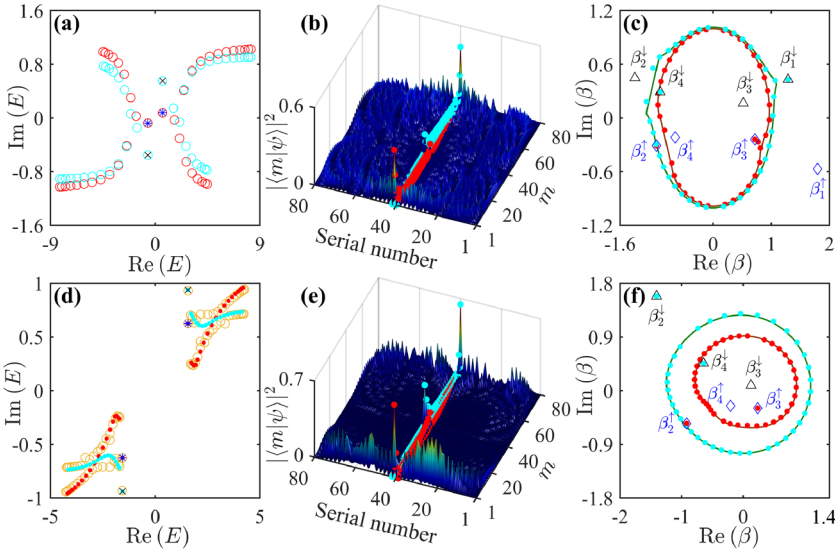 (a)
Im (E)
1.6
0.8
0
-0.8
-1.6
-9
0
9
Re (E)
(b)
|⟨m|ψ⟩|²
0.6
0
80
60
40
20
1
Serial number
1
20
40
60
80
m
(c)
Im (β)
1.2
0.6
0
-0.6
-1.2
-1.6
0
1
2
Re (β)
β₂↓
β₄↓
β₃↓
β₁↓
β₂↑
β₄↑
β₃↑
β₁↑
(d)
Im (E)
1
0.5
0
-0.5
-1
-5
0
5
Re (E)
(e)
|⟨m|ψ⟩|²
0.7
0
80
60
40
20
1
Serial number
1
20
40
60
80
m
(f)
Im (β)
1.8
0.9
0
-0.9
-1.8
-1
0
1.4
Re (β)
β₂↓
β₄↓
β₃↓
β₄↑
β₃↑
β₂↑